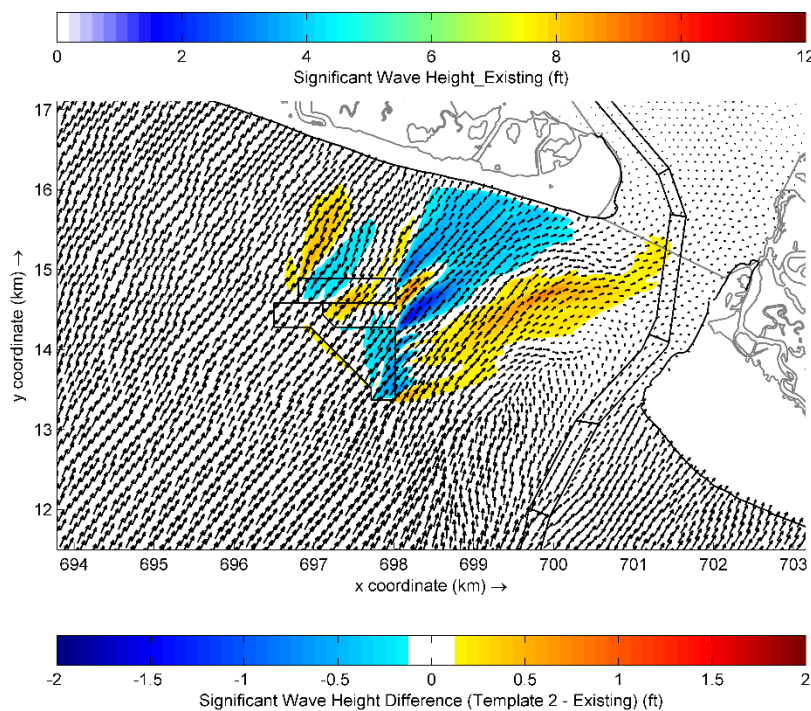 0 2 4 6 8 10 12
Significant Wave Height_Existing (ft)
17
16
15
14
13
12
y coordinate (km) →
694 695 696 697 698 699 700 701 702 703
x coordinate (km) →
-2 -1.5 -1 -0.5 0 0.5 1 1.5 2
Significant Wave Height Difference (Template 2 - Existing) (ft)